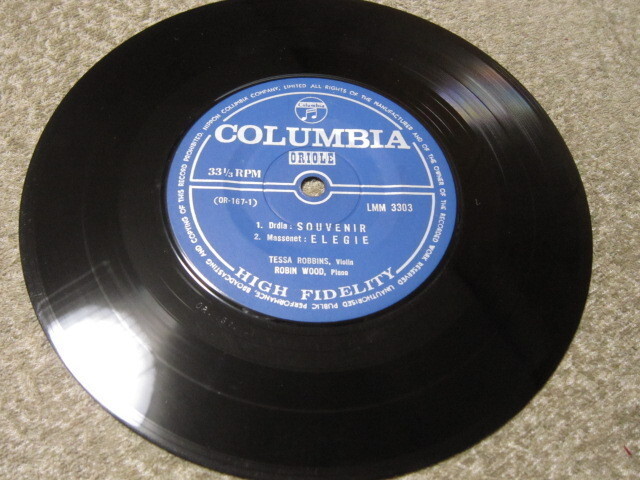 Columbia
COLUMBIA
ORIOLE
33 1/3 RPM
(OR-167-1)
LMM 3303
1. Drdla : SOUVENIR
2. Massenet : ELEGIE
TESSA ROBBINS, Violin
ROBIN WOOD, Piano
HIGH FIDELITY
NIPPON COLUMBIA COMPANY, LIMITED ALL RIGHTS OF THE MANUFACTURER AND OF THE OWNER OF THE RECORDED WORK RESERVED UNAUTHORISED PUBLIC PERFORMANCE, BROADCASTING AND COPYING OF THIS RECORD PROHIBITED